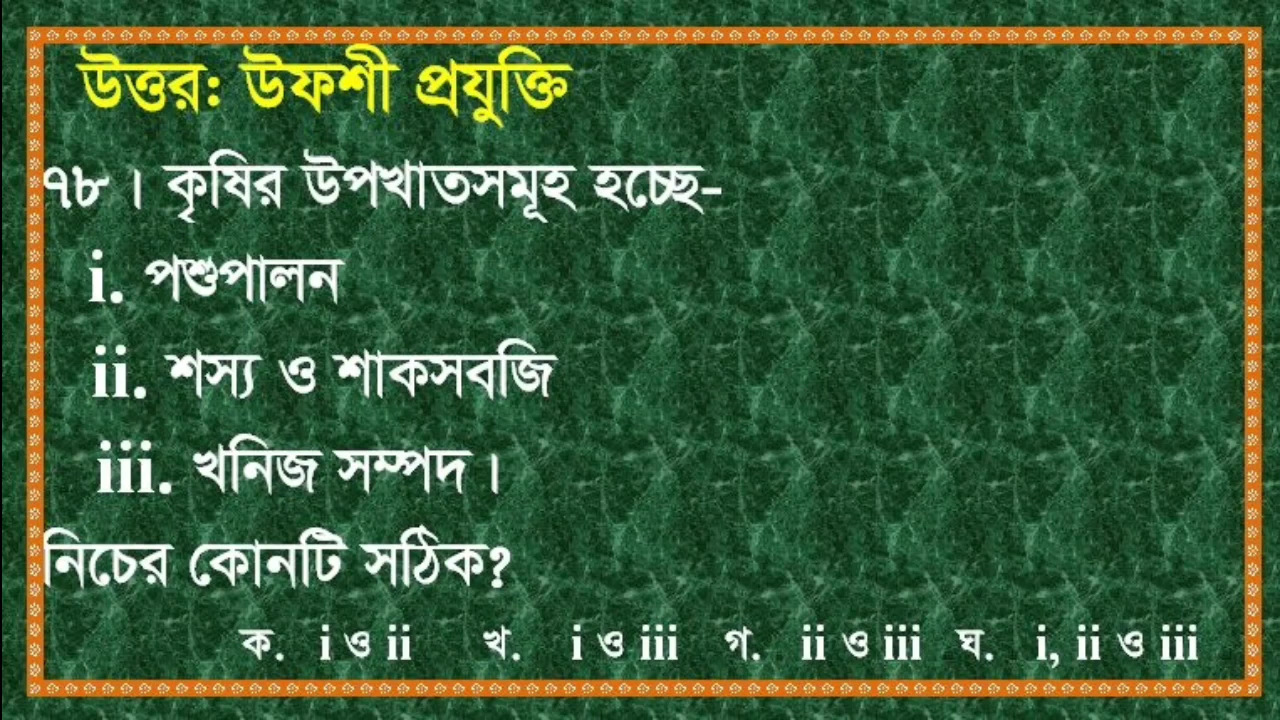 উত্তর: উফশী প্রযুক্তি
৭৮। কৃষির উপখাতসমূহ হচ্ছে-
i. পশুপালন
ii. শস্য ও শাকসবজি
iii. খনিজ সম্পদ।
নিচের কোনটি সঠিক?
ক. i ও ii খ. i ও iii গ. ii ও iii ঘ. i, ii ও iii